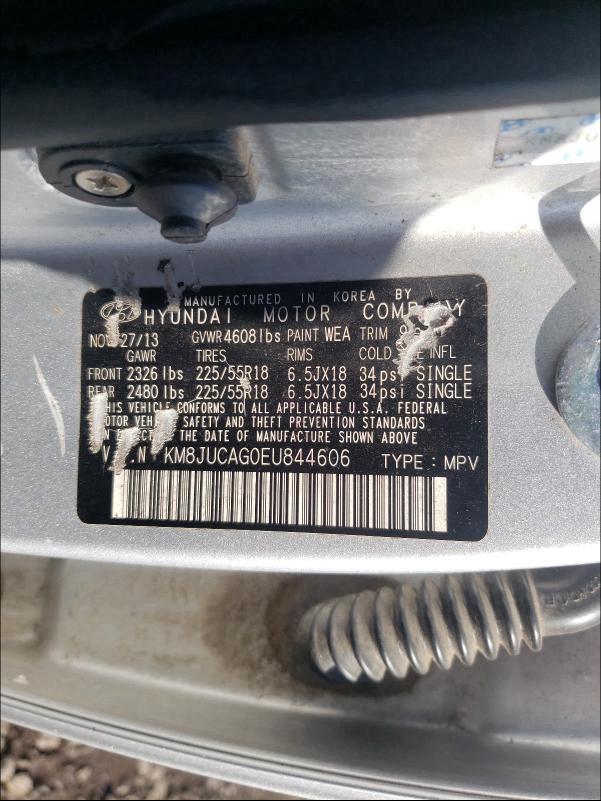 MANUFACTURED IN KOREA BY
HYUNDAI MOTOR
27/13 GVWR 4608 lbs PAINT WEA TRIM
GAWR TIRES RIMS COLD INFL
FRONT 2326 lbs 225/55R18 6.5JX18 34psi SINGLE
REAR 2480 lbs 225/55R18 6.5JX18 34psi SINGLE
THIS VEHICLE CONFORMS TO ALL APPLICABLE U.S.A. FEDERAL
MOTOR VEHICLE SAFETY AND THEFT PREVENTION STANDARDS
THE DATE OF MANUFACTURE SHOWN ABOVE
KM8JUCAG0EU844606 TYPE : MPV